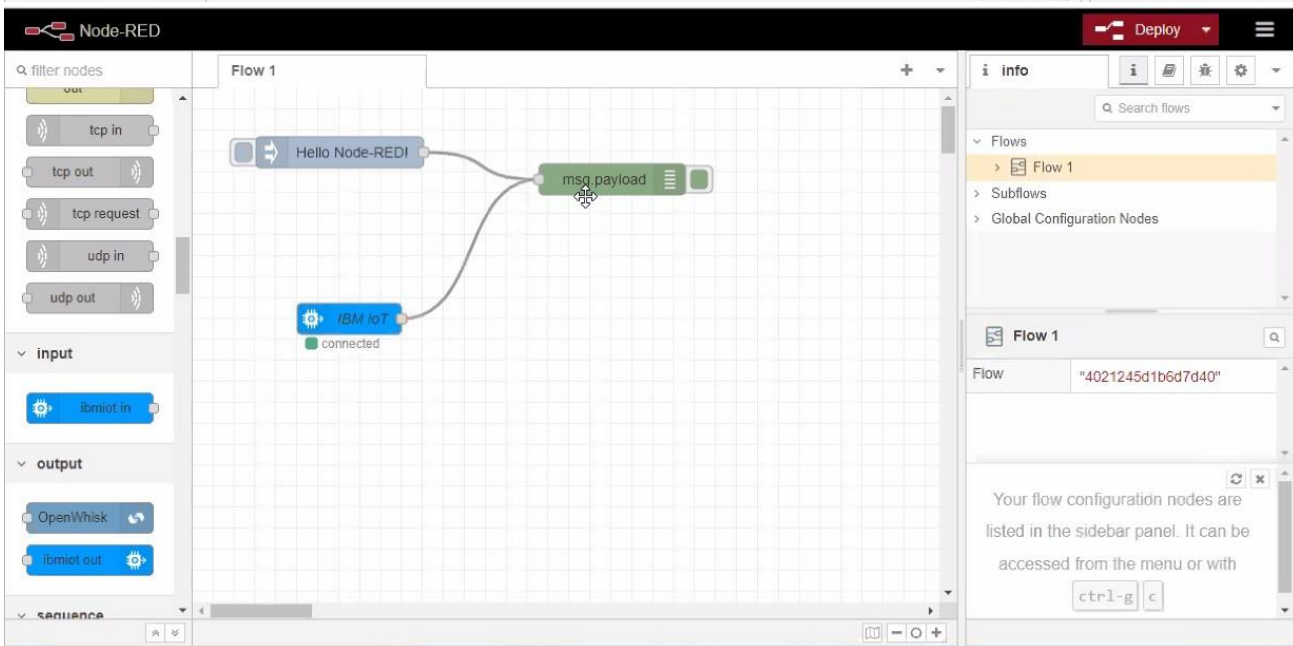 Node-RED
Deploy
filter nodes
out
tcp in
tcp out
tcp request
udp in
udp out
input
ibmiot in
output
OpenWhisk
ibmiot out
sequence
Flow 1
Hello Node-RED!
msg.payload
IBM IoT
connected
i info
i
Search flows
Flows
Flow 1
Subflows
Global Configuration Nodes
Flow 1
Flow "4021245d1b6d7d40"
Your flow configuration nodes are
listed in the sidebar panel. It can be
accessed from the menu or with
ctrl-g c